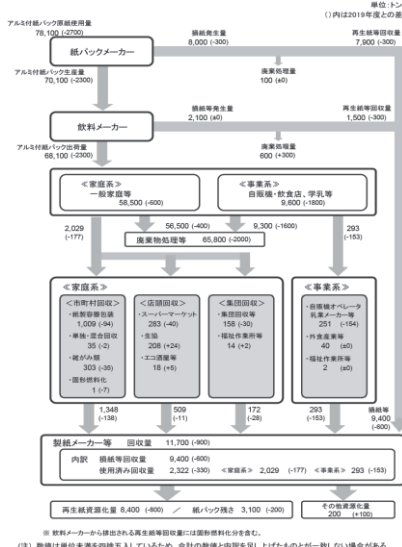 単位：トン
（）内は2019年度との差
アルミ付紙パック原紙使用量
78,100 (-2700)
損紙発生量
8,000 (-300)
再生紙等回収量
7,900 (-300)
紙パックメーカー
廃棄処理量
100 (±0)
アルミ付紙パック生産量
70,100 (-2300)
損紙等発生量
2,100 (±0)
再生紙等回収量
1,500 (-300)
飲料メーカー
廃棄処理量
600 (+300)
アルミ付紙パック出荷量
68,100 (-2300)
≪家庭系≫
一般家庭等
58,500 (-600)
≪事業系≫
自販機・飲食店、学乳等
9,600 (-1800)
2,029
(-177)
56,500 (-400)
9,300 (-1600)
293
(-153)
廃棄物処理等 65,800 (-2000)
≪家庭系≫
≪事業系≫
＜市町村回収＞
・紙製容器包装
1,009 (-94)
・単独・混合回収
35 (-2)
・雑がみ類
303 (-35)
・固形燃料化
1 (-7)
＜店頭回収＞
・スーパーマーケット
283 (-40)
・生協
208 (+24)
・エコ酒屋等
18 (+5)
＜集団回収＞
・集団回収等
158 (-30)
・福祉作業所
14 (+2)
・自販機オペレータ
乳業メーカー等
251 (-154)
・外食産業等
40 (±0)
・福祉作業所等
2 (±0)
1,348
(-138)
509
(-11)
172
(-28)
293
(-153)
損紙等
9,400
(-600)
製紙メーカー等 回収量 11,700 (-900)
内訳 損紙等回収量 9,400 (-600)
使用済み回収量 2,322 (-330) ≪家庭系≫ 2,029 (-177) ≪事業系≫ 293 (-153)
再生紙資源化量 8,400 (-800) ／ 紙パック残さ 3,100 (-200)
その他資源化量
200 (+100)
※ 飲料メーカーから排出される再生紙等回収量には固形燃料化分を含む。
(注) 数値は単位未満を四捨五入しているため、合計の数値と内訳を足し上げたものとが一致しない場合がある。